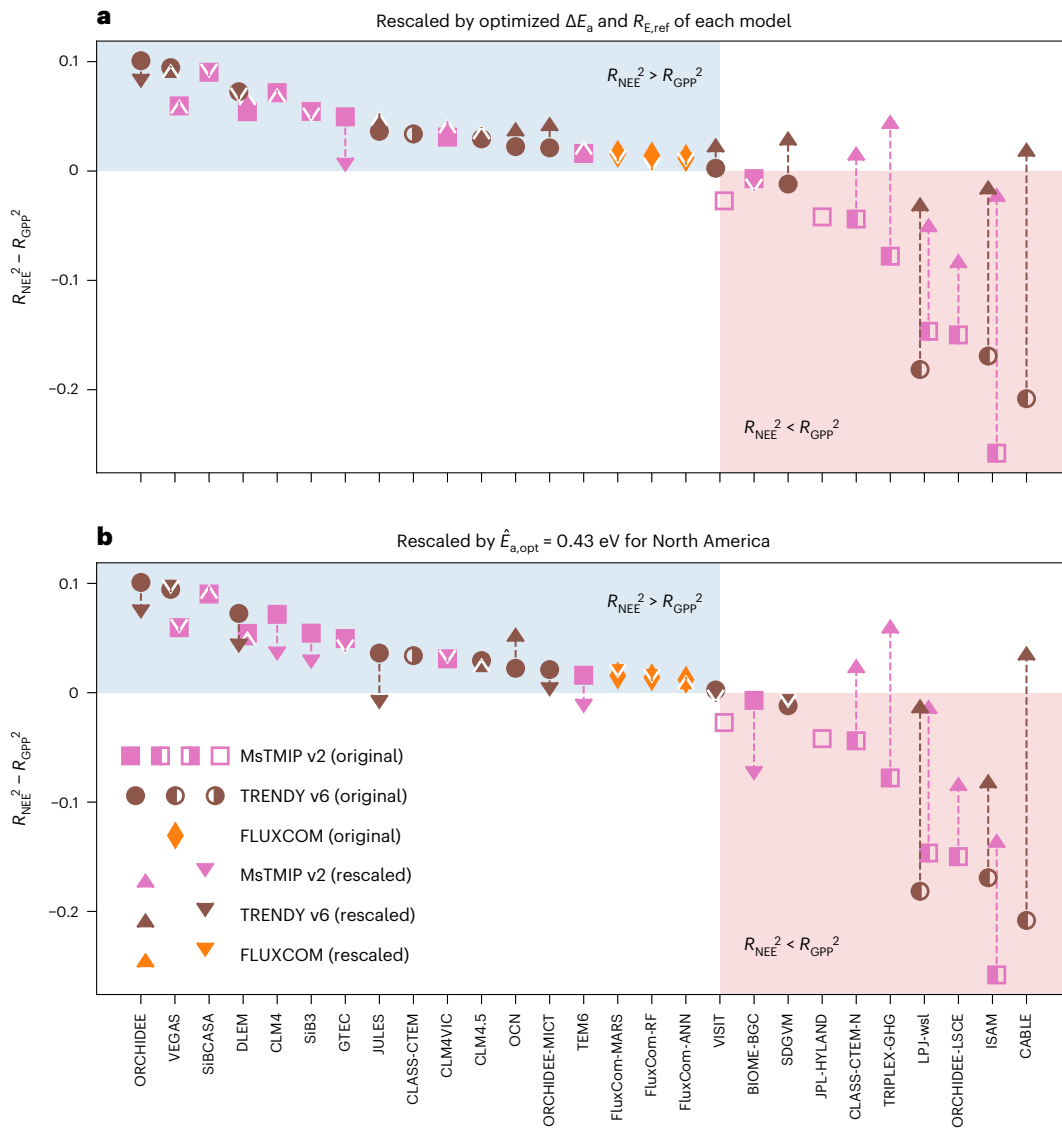 a
Rescaled by optimized ΔEa and RE,ref of each model
0.1
0
−0.1
−0.2
RNEE² − RGPP²
RNEE² > RGPP²
RNEE² < RGPP²
b
Rescaled by Êa,opt = 0.43 eV for North America
0.1
0
−0.1
−0.2
RNEE² − RGPP²
RNEE² > RGPP²
RNEE² < RGPP²
MsTMIP v2 (original)
TRENDY v6 (original)
FLUXCOM (original)
MsTMIP v2 (rescaled)
TRENDY v6 (rescaled)
FLUXCOM (rescaled)
ORCHIDEE
VEGAS
SiBCASA
DLEM
CLM4
SiB3
GTEC
JULES
CLASS-CTEM
CLM4VIC
CLM4.5
OCN
ORCHIDEE-MICT
TEM6
FluxCom-MARS
FluxCom-RF
FluxCom-ANN
VISIT
BIOME-BGC
SDGVM
JPL-HYLAND
CLASS-CTEM-N
TRIPLEX-GHG
LPJ-wsl
ORCHIDEE-LSCE
ISAM
CABLE